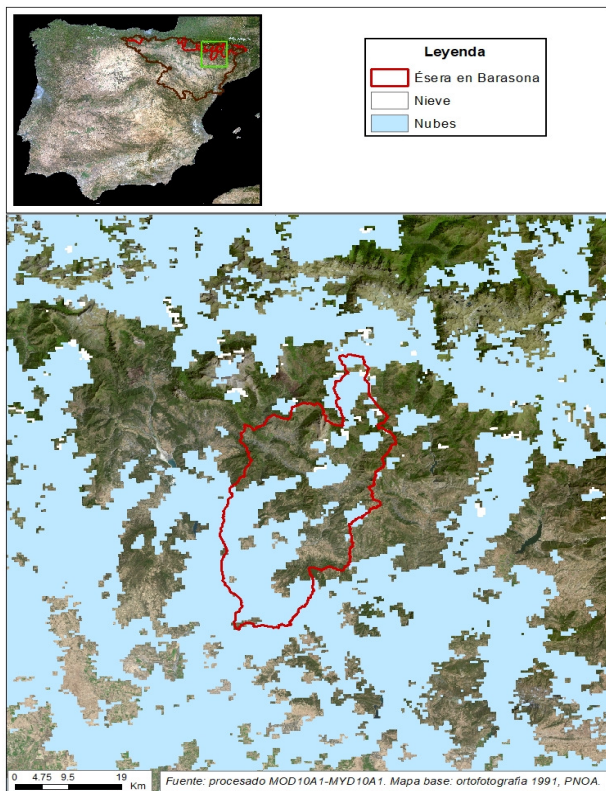 Leyenda
Ésera en Barasona
Nieve
Nubes
0 4.75 9.5 19
Km
Fuente: procesado MOD10A1-MYD10A1. Mapa base: ortofotografía 1991, PNOA.